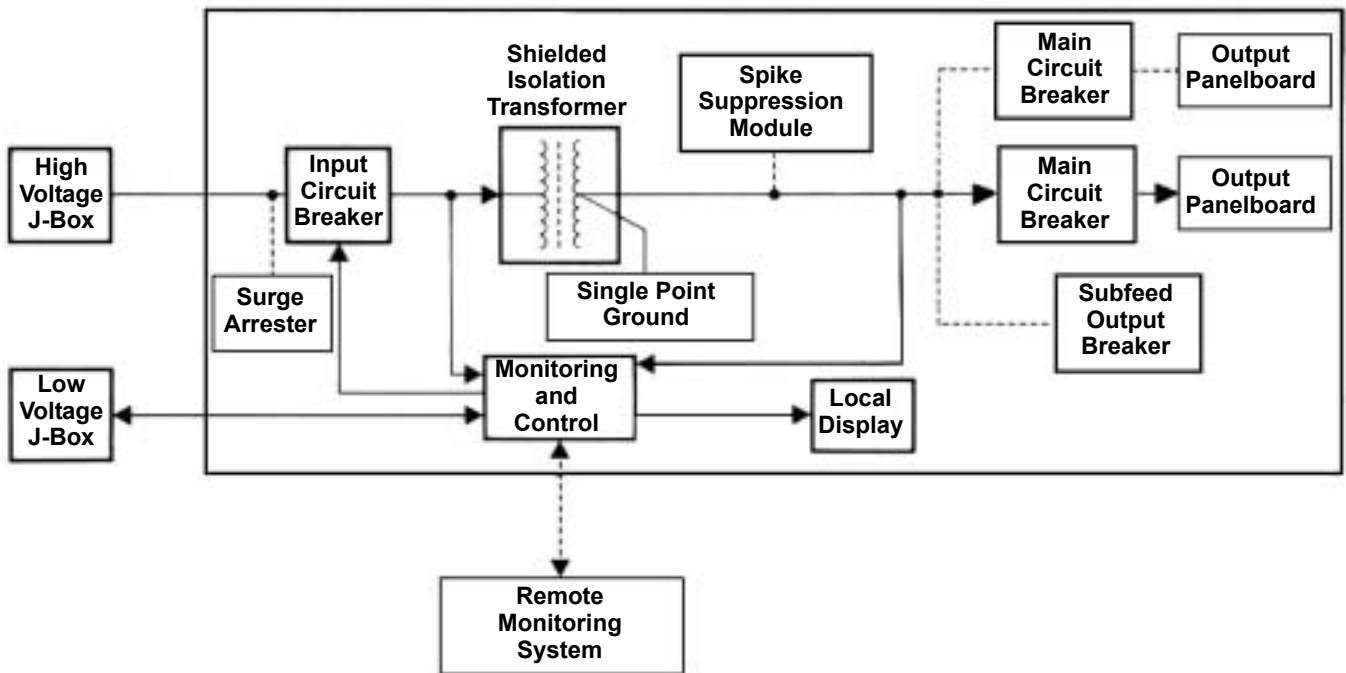 Shielded
Isolation
Transformer
Spike
Suppression
Module
Main
Circuit
Breaker
Output
Panelboard
High
Voltage
J-Box
Input
Circuit
Breaker
Main
Circuit
Breaker
Output
Panelboard
Surge
Arrester
Single Point
Ground
Subfeed
Output
Breaker
Low
Voltage
J-Box
Monitoring
and
Control
Local
Display
Remote
Monitoring
System